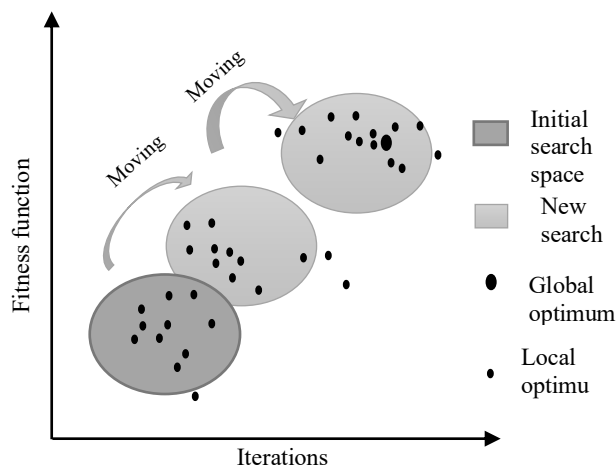 Moving
Moving
Fitness function
Iterations
Initial
search
space
New
search
Global
optimum
Local
optimu